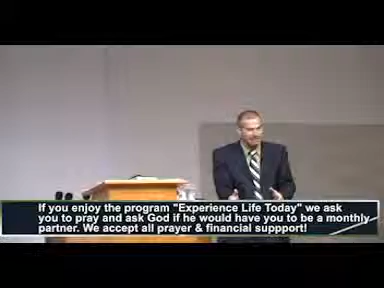 If you enjoy the program "Experience Life Today" we ask
you to pray and ask God if he would have you to be a monthly
partner. We accept all prayer & financial suppport!